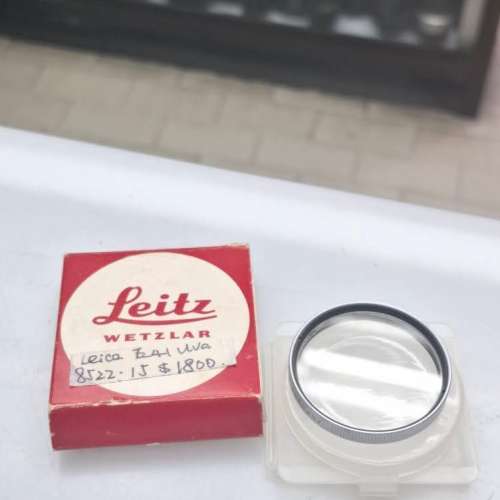 Leitz
WETZLAR
Leica E41 UVa
8522.15 $1800.